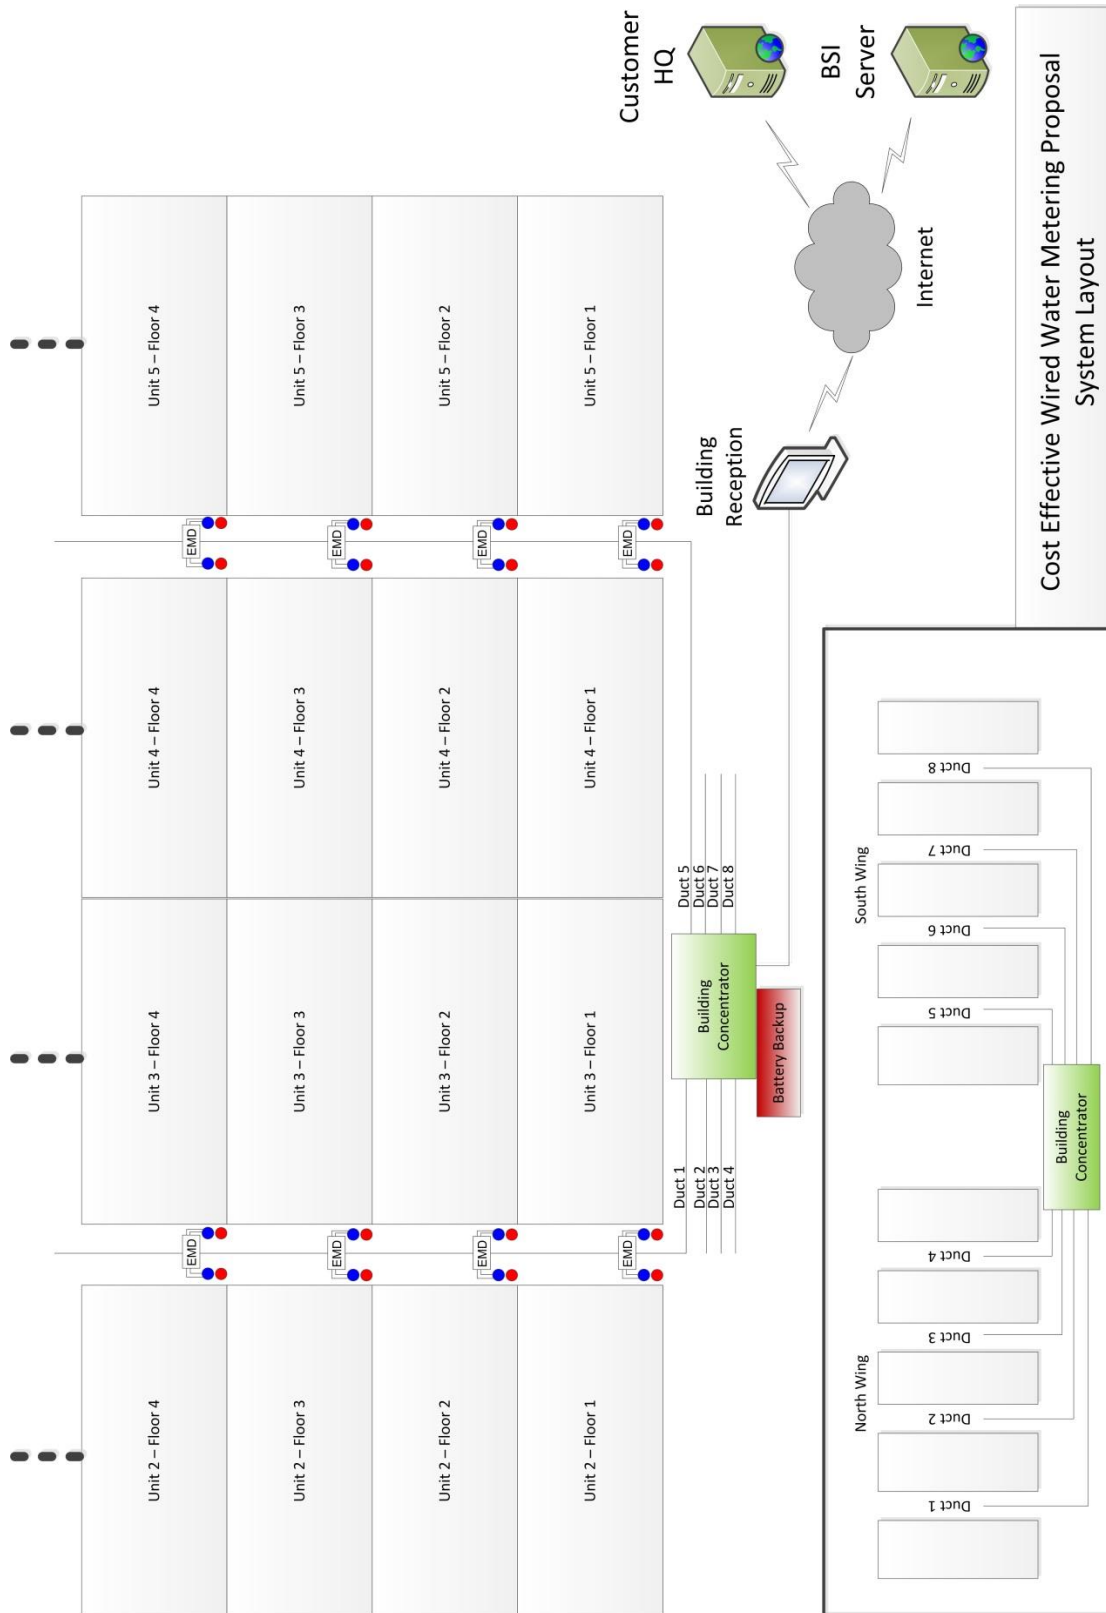 Unit 2 – Floor 4
Unit 3 – Floor 4
Unit 4 – Floor 4
Unit 5 – Floor 4
EMD
EMD
Unit 2 – Floor 3
Unit 3 – Floor 3
Unit 4 – Floor 3
Unit 5 – Floor 3
EMD
EMD
Unit 2 – Floor 2
Unit 3 – Floor 2
Unit 4 – Floor 2
Unit 5 – Floor 2
EMD
EMD
Unit 2 – Floor 1
Unit 3 – Floor 1
Unit 4 – Floor 1
Unit 5 – Floor 1
EMD
EMD
Duct 1
Duct 2
Duct 3
Duct 4
Building
Concentrator
Battery Backup
Duct 5
Duct 6
Duct 7
Duct 8
Building
Reception
Internet
Customer
HQ
BSI
Server
North Wing
South Wing
Duct 1
Duct 2
Duct 3
Duct 4
Duct 5
Duct 6
Duct 7
Duct 8
Building
Concentrator
Cost Effective Wired Water Metering Proposal
System Layout